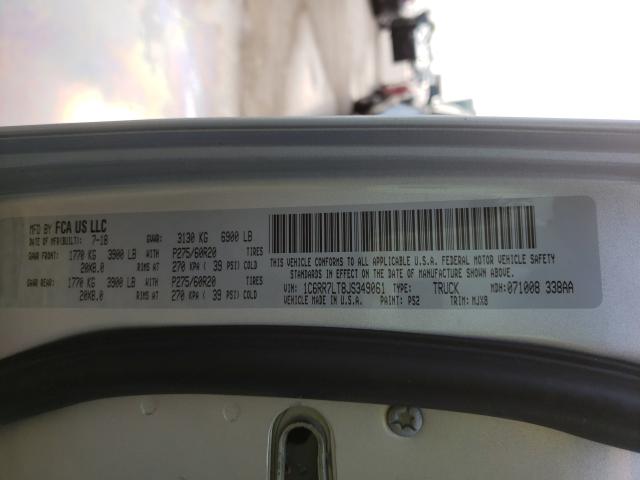 MFD BY FCA US LLC
DATE OF MFR(BUILT): 7-18 GVWR: 3130 KG 6900 LB
GAWR FRONT: 1770 KG 3900 LB P275/60R20 TIRES
20X8.0 RIMS AT 270 KPA ( 39 PSI) COLD
GAWR REAR: 1770 KG 3900 LB P275/60R20 TIRES
20X8.0 RIMS AT 270 KPA ( 39 PSI) COLD
THIS VEHICLE CONFORMS TO ALL APPLICABLE U.S.A. FEDERAL MOTOR VEHICLE SAFETY
STANDARDS IN EFFECT ON THE DATE OF MANUFACTURE SHOWN ABOVE.
VIN: 1C6RR7LT8JS349061 TYPE: TRUCK MDH: 071008 338AA
VEHICLE MADE IN U.S.A. PAINT: PS2 TRIM: MJX8